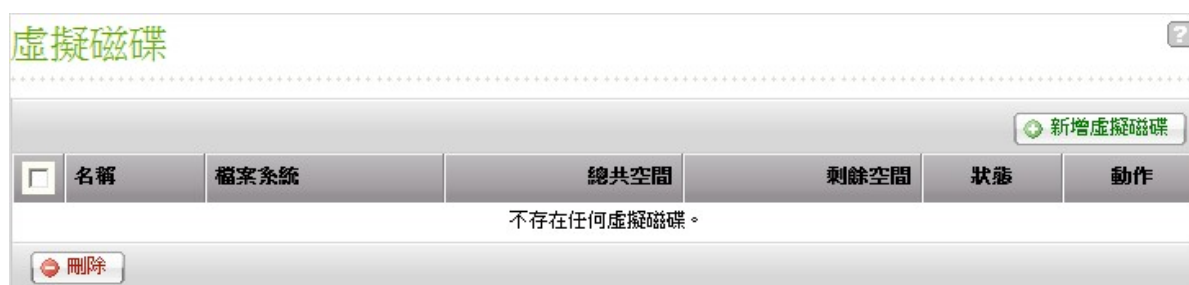 虛擬磁碟
?
新增虛擬磁碟
名稱 檔案系統 總共空間 剩餘空間 狀態 動作
不存在任何虛擬磁碟。
刪除